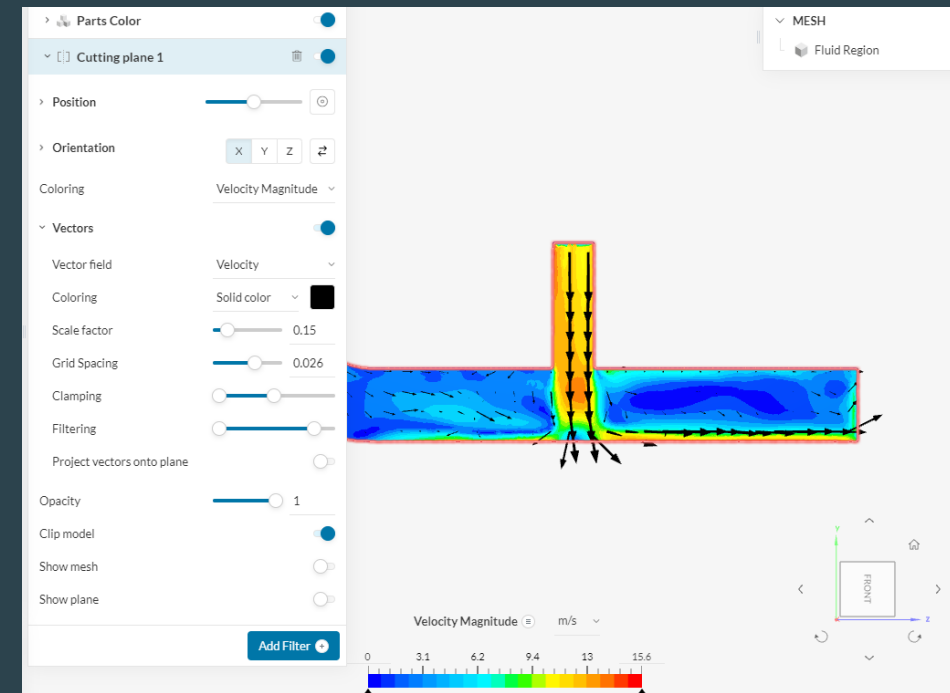 Parts Color
Cutting plane 1
Position
Orientation X Y Z
Coloring Velocity Magnitude
Vectors
Vector field Velocity
Coloring Solid color
Scale factor 0.15
Grid Spacing 0.026
Clamping
Filtering
Project vectors onto plane
Opacity 1
Clip model
Show mesh
Show plane
Add Filter
MESH
Fluid Region
Y
FRONT
Z
Velocity Magnitude m/s
0 3.1 6.2 9.4 13 15.6